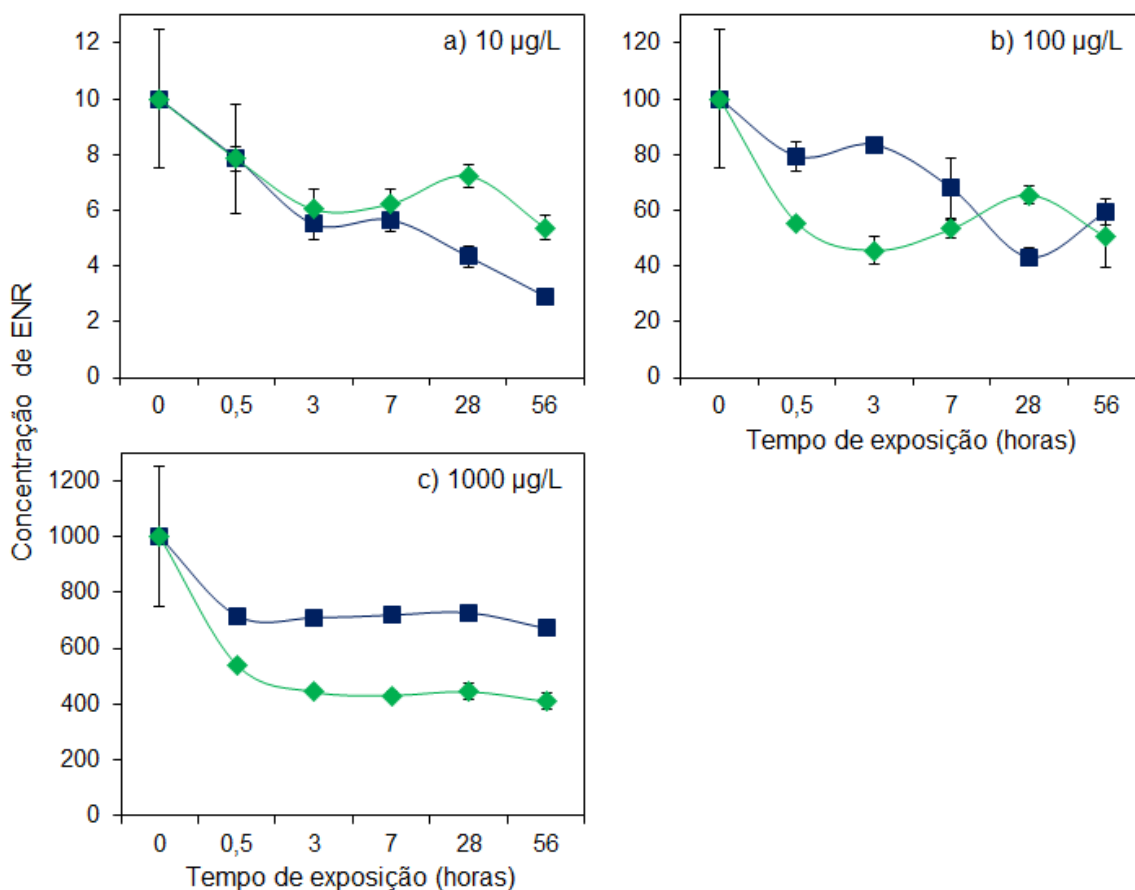 Concentração de ENR
a) 10 µg/L
12
10
8
6
4
2
0
0 0,5 3 7 28 56
b) 100 µg/L
120
100
80
60
40
20
0
0 0,5 3 7 28 56
Tempo de exposição (horas)
c) 1000 µg/L
1200
1000
800
600
400
200
0
0 0,5 3 7 28 56
Tempo de exposição (horas)